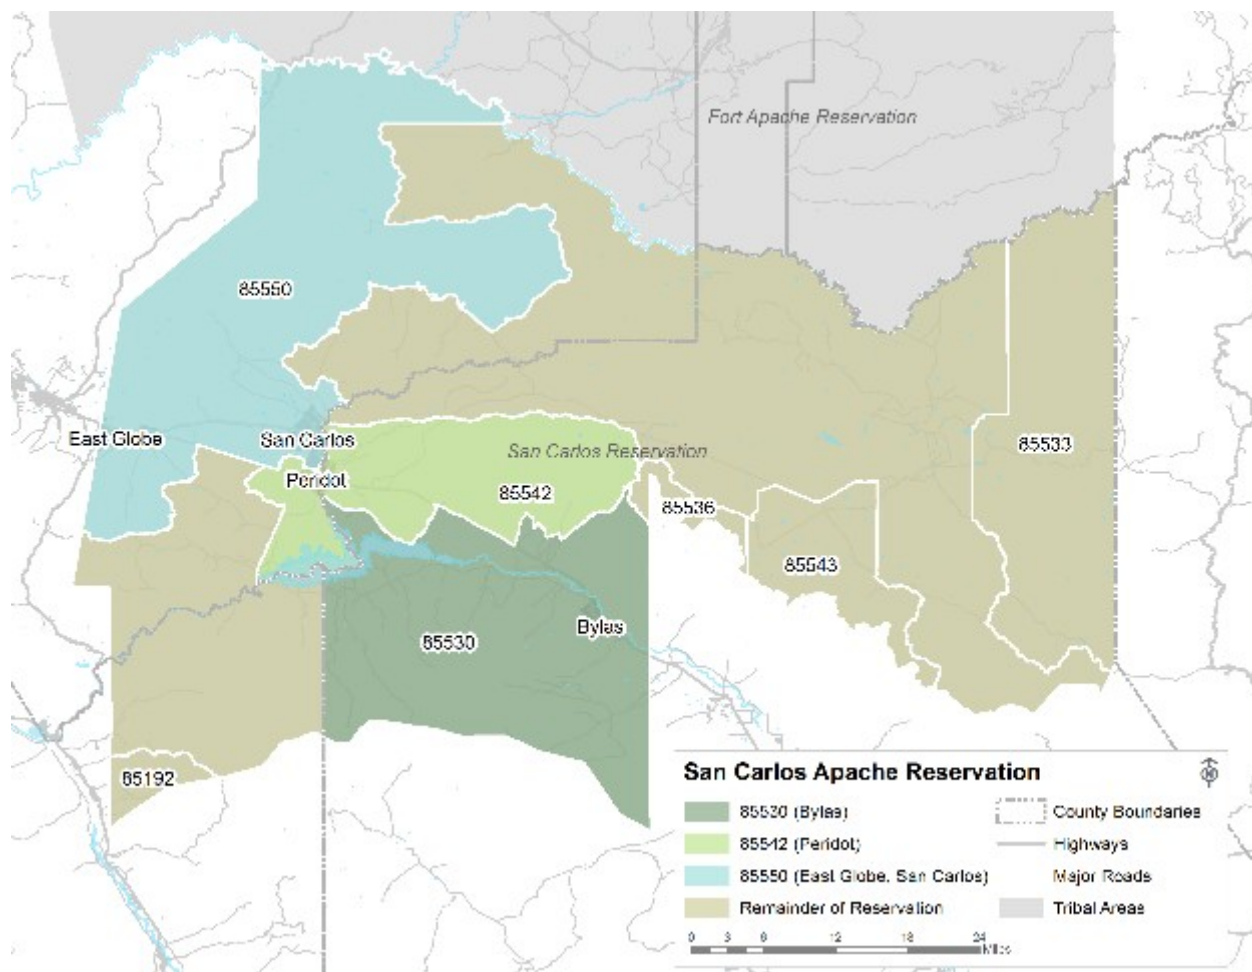 Fort Apache Reservation
85550
East Globe
San Carlos
San Carlos Reservation
85533
Peridot
85542
85536
85543
Bylas
85530
85192
San Carlos Apache Reservation
85530 (Bylas)
85542 (Peridot)
85550 (East Globe, San Carlos)
Remainder of Reservation
County Boundaries
Highways
Major Roads
Tribal Areas
0 3 6 12 18 24
Miles